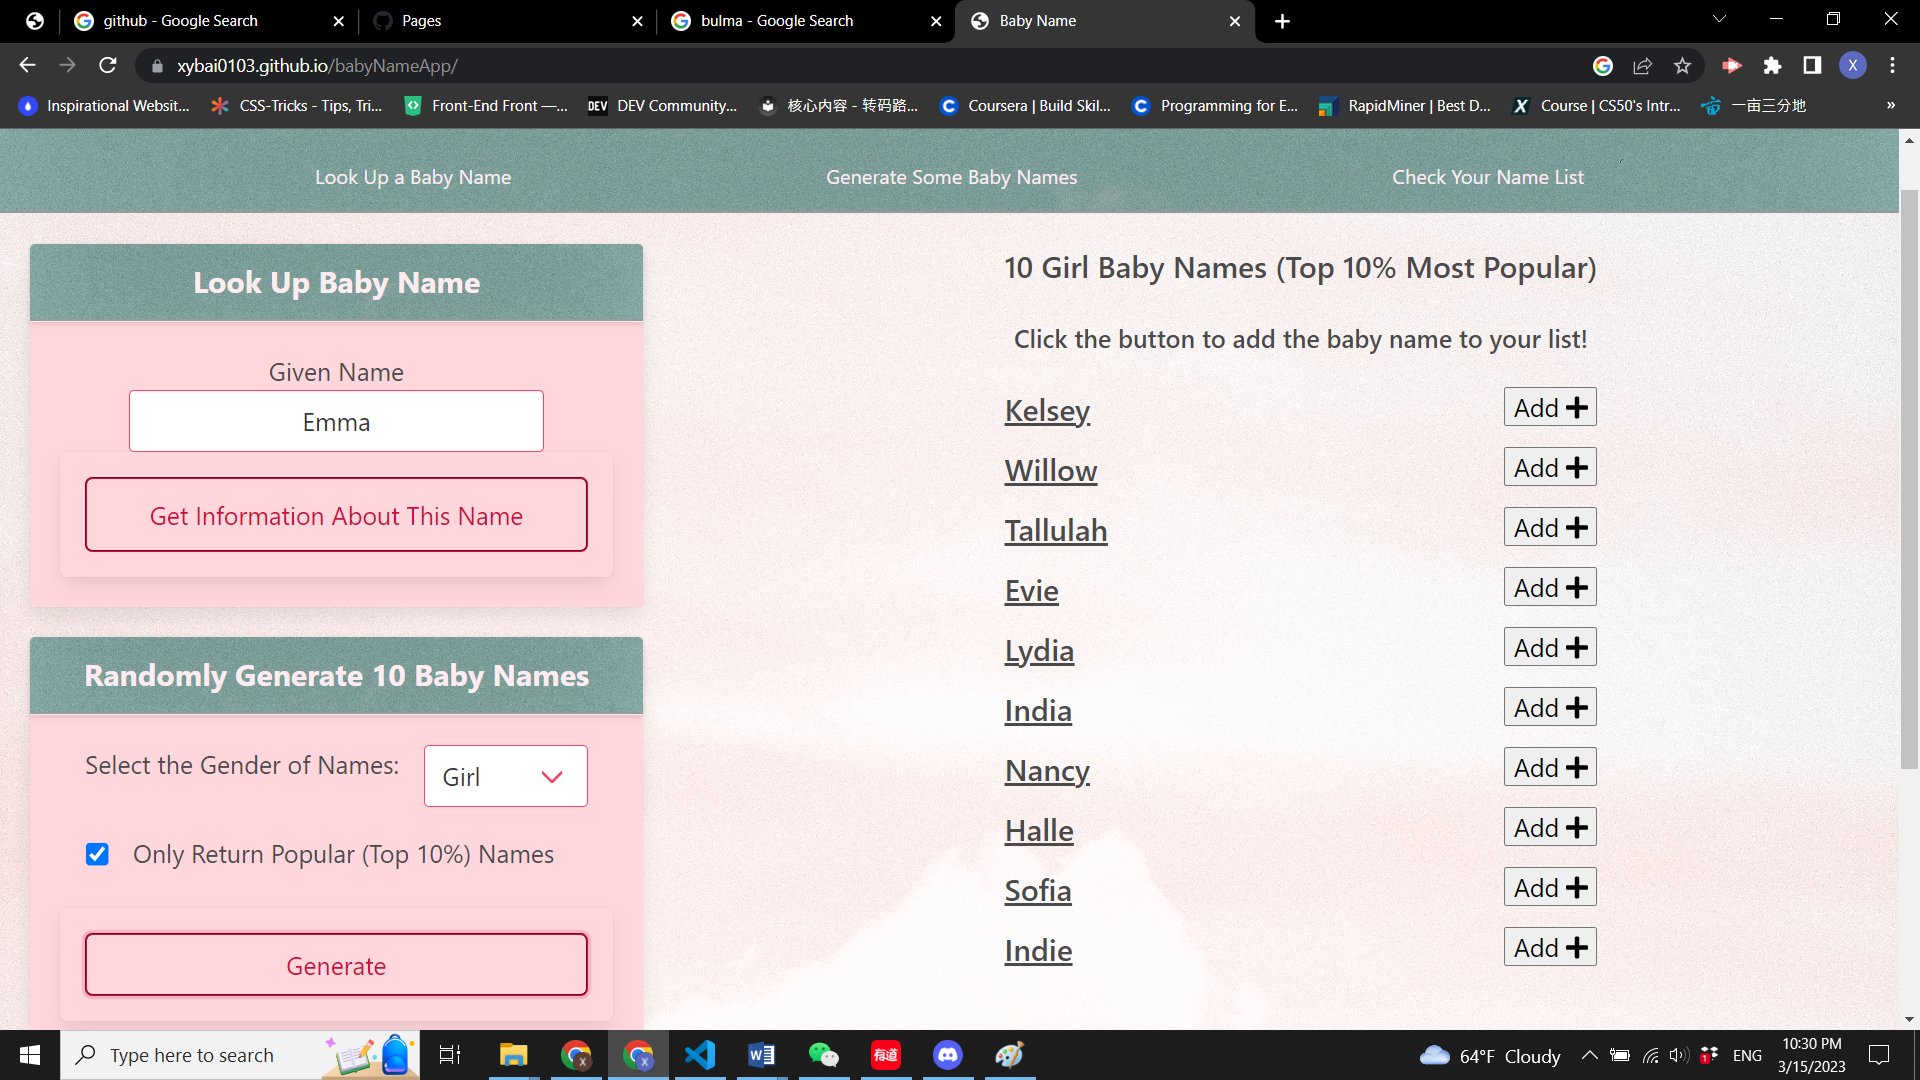 github - Google Search
Pages
bulma - Google Search
Baby Name
xybai0103.github.io/babyNameApp/
X
Inspirational Websit...
CSS-Tricks - Tips, Tri...
Front-End Front —...
DEV
DEV Community...
核心内容 - 转码路...
Coursera | Build Skil...
Programming for E...
RapidMiner | Best D...
Course | CS50's Intr...
一亩三分地
»
Look Up a Baby Name
Generate Some Baby Names
Check Your Name List
Look Up Baby Name
Given Name
Emma
Get Information About This Name
Randomly Generate 10 Baby Names
Select the Gender of Names:
Girl
Only Return Popular (Top 10%) Names
Generate
10 Girl Baby Names (Top 10% Most Popular)
Click the button to add the baby name to your list!
Kelsey Add
Willow Add
Tallulah Add
Evie Add
Lydia Add
India Add
Nancy Add
Halle Add
Sofia Add
Indie Add
Type here to search
有道
64°F Cloudy
ENG
10:30 PM
3/15/2023